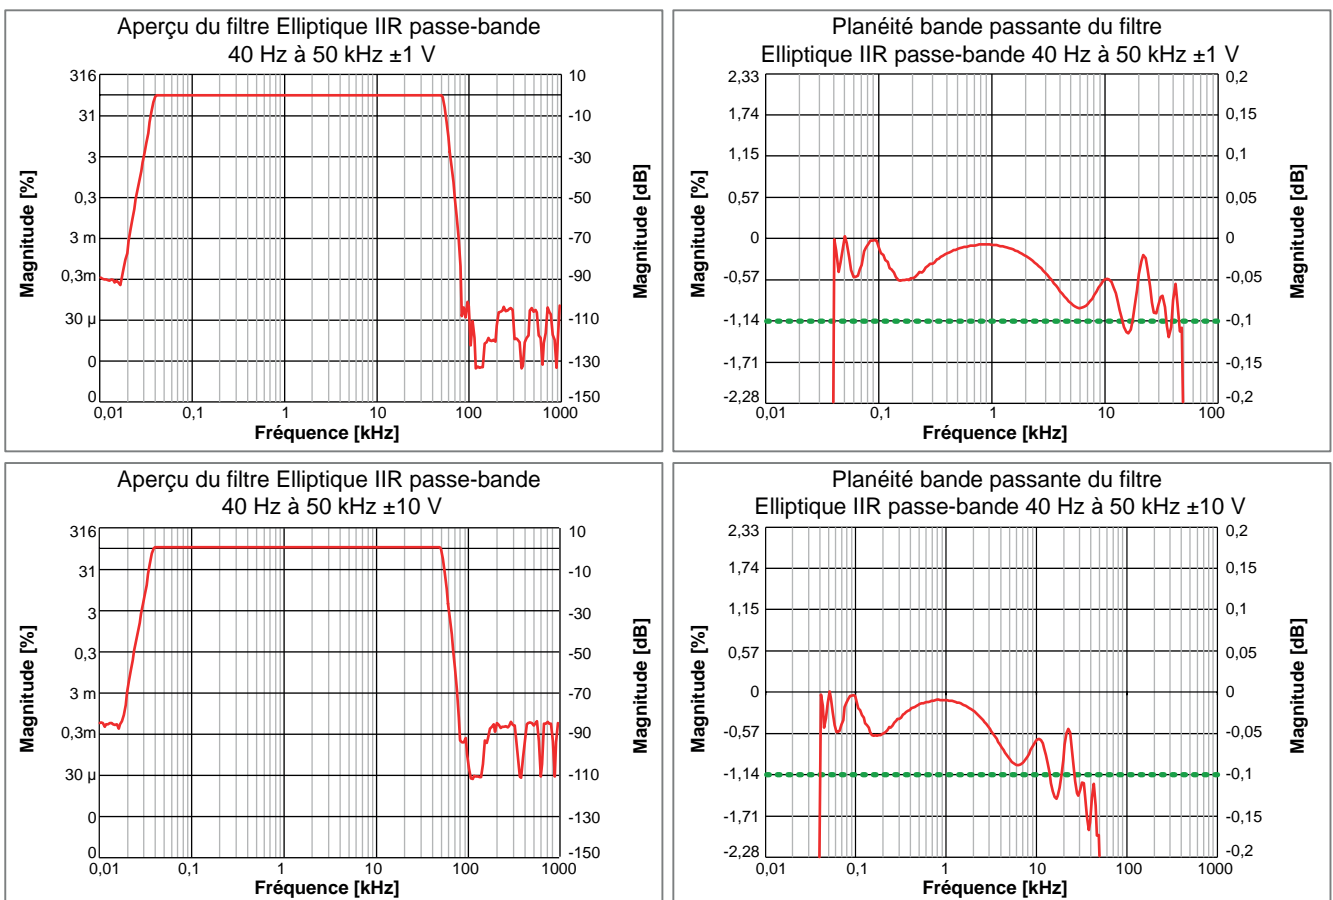 Aperçu du filtre Elliptique IIR passe-bande
40 Hz à 50 kHz ±1 V
316
31
3
0,3
3 m
0,3m
30 µ
0
0
10
-10
-30
-50
-70
-90
-110
-130
-150
Magnitude [%]
Magnitude [dB]
0,01 0,1 1 10 100 1000
Fréquence [kHz]
Planéité bande passante du filtre
Elliptique IIR passe-bande 40 Hz à 50 kHz ±1 V
2,33
1,74
1,15
0,57
0
-0,57
-1,14
-1,71
-2,28
0,2
0,15
0,1
0,05
0
-0,05
-0,1
-0,15
-0,2
Magnitude [%]
Magnitude [dB]
0,01 0,1 1 10 100
Fréquence [kHz]
Aperçu du filtre Elliptique IIR passe-bande
40 Hz à 50 kHz ±10 V
316
31
3
0,3
3 m
0,3m
30 µ
0
0
10
-10
-30
-50
-70
-90
-110
-130
-150
Magnitude [%]
Magnitude [dB]
0,01 0,1 1 10 100 1000
Fréquence [kHz]
Planéité bande passante du filtre
Elliptique IIR passe-bande 40 Hz à 50 kHz ±10 V
2,33
1,74
1,15
0,57
0
-0,57
-1,14
-1,71
-2,28
0,2
0,15
0,1
0,05
0
-0,05
-0,1
-0,15
-0,2
Magnitude [%]
Magnitude [dB]
0,01 0,1 1 10 100 1000
Fréquence [kHz]